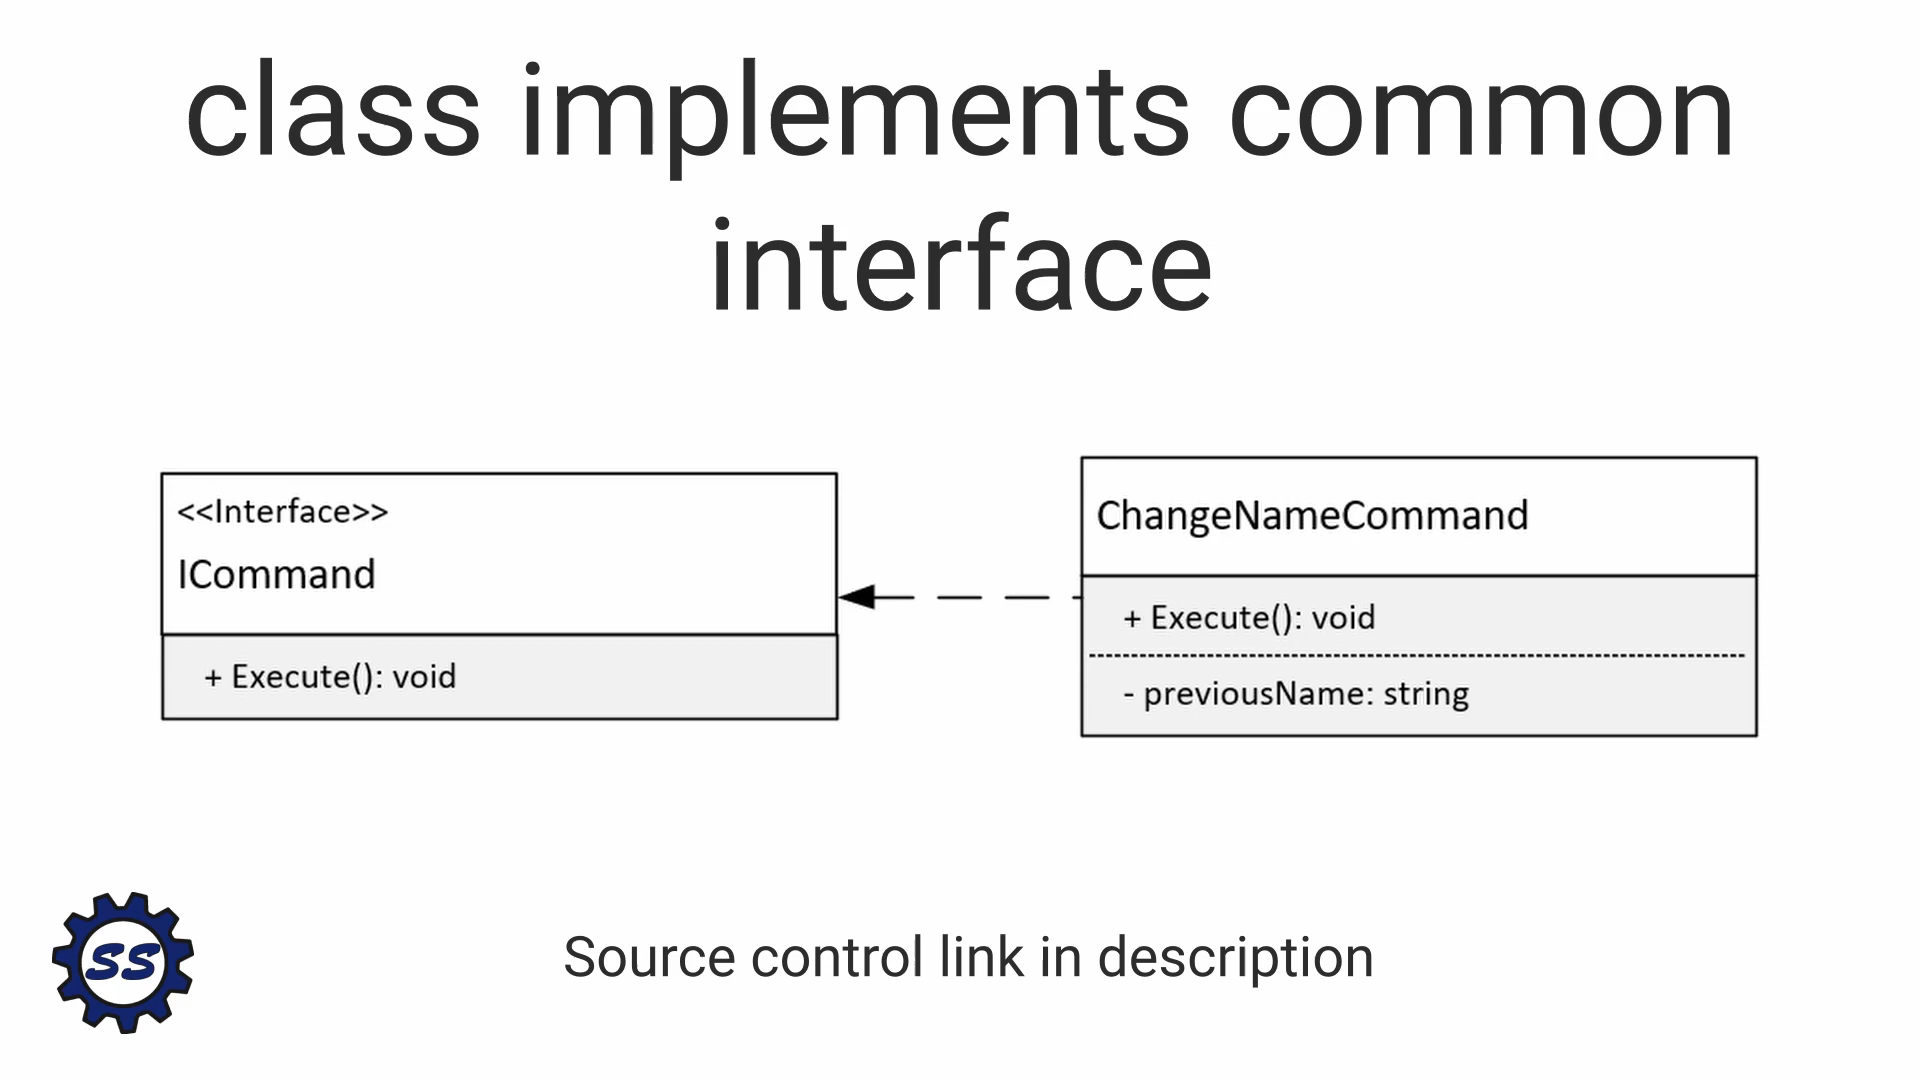 class implements common
interface
<<Interface>>
ICommand
+ Execute(): void
ChangeNameCommand
+ Execute(): void
- previousName: string
SS
Source control link in description